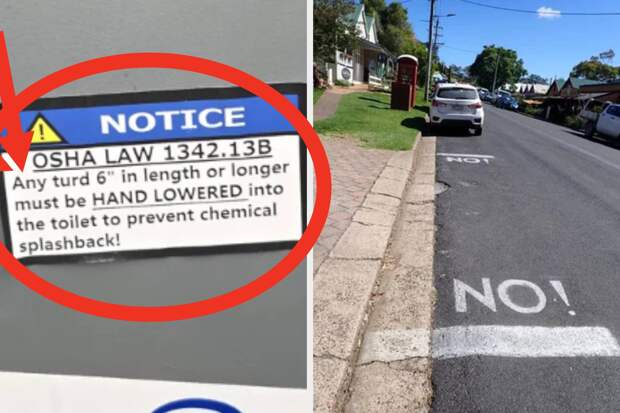 NOTICE
OSHA LAW 1342.13B
Any turd 6" in length or longer
must be HAND LOWERED into
the toilet to prevent chemical
splashback!
NO!
NO!